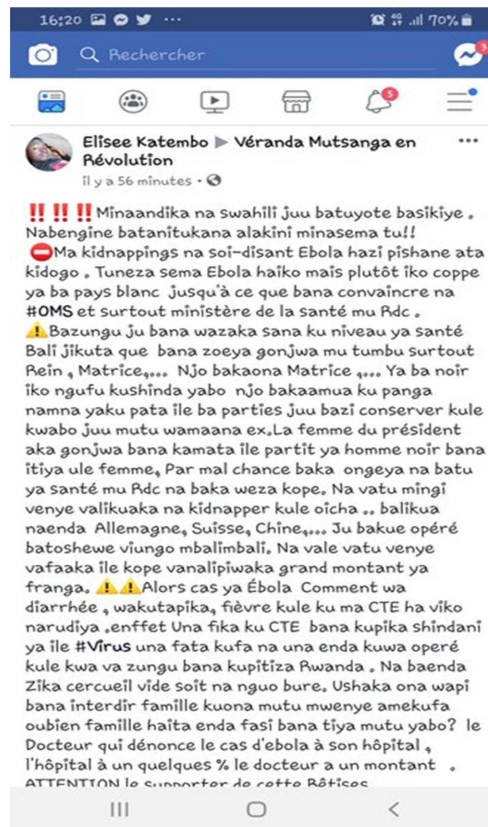 16:20
70%
Rechercher
3
3
Elisee Katembo ▶ Véranda Mutsanga en
Révolution
il y a 56 minutes •
‼️ ‼️ ‼️Minaandika na swahili juu batuyote basikiye .
Nabengine batanitukana alakini minasema tu!!
⛔Ma kidnappings na soi-disant Ebola hazi pishane ata
kidogo . Tuneza sema Ebola haiko mais plutôt iko coppe
ya ba pays blanc jusqu'à ce que bana convaincre na
#OMS et surtout ministère de la santé mu Rdc .
⚠️Bazungu ju bana wazaka sana ku niveau ya santé
Bali jikuta que bana zoeya gonjwa mu tumbu surtout
Rein , Matrice,... Njo bakaona Matrice ,... Ya ba noir
iko ngufu kushinda yabo njo bakaamua ku panga
namna yaku pata ile ba parties juu bazi conserver kule
kwabo juu mutu wamaana ex.La femme du président
aka gonjwa bana kamata ile partit ya homme noir bana
itiya ule femme, Par mal chance baka ongeya na batu
ya santé mu Rdc na baka weza kope. Na vatu mingi
venye valikuaka na kidnapper kule oicha .. balikua
naenda Allemagne, Suisse, Chine,... Ju bakue opéré
batoshewe viungo mbalimbali. Na vale vatu venye
vafaaka ile kope vanalipiwaka grand montant ya
franga. ⚠️⚠️Alors cas ya Ébola Comment wa
diarrhée , wakutapika, fièvre kule ku ma CTE ha viko
narudiya .enffet Una fika ku CTE bana kupika shindani
ya ile #Virus una fata kufa na una enda kuwa operé
kule kwa va zungu bana kupitiza Rwanda . Na baenda
Zika cercueil vide soit na nguo bure. Ushaka ona wapi
bana interdir famille kuona mutu mwenye amekufa
oubien famille haita enda fasi bana tiya mutu yabo? le
Docteur qui dénonce le cas d'ebola à son hôpital ,
l'hôpital à un quelques % le docteur a un montant .
ATTENTION le supporter de cette Bêtises